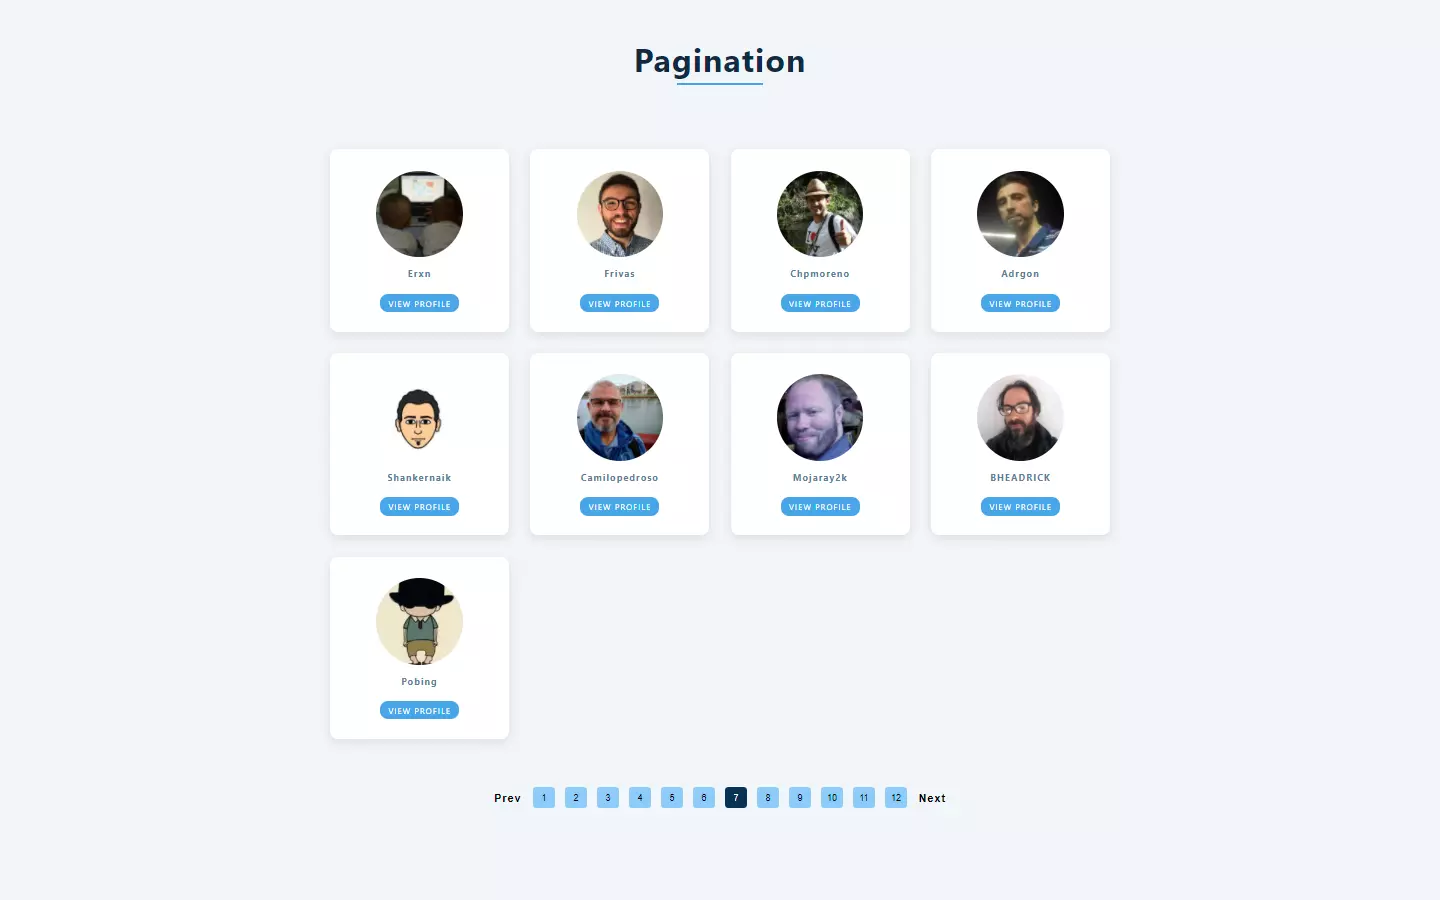 Pagination
Erxn
Frivas
Chpmoreno
Adrgon
VIEW PROFILE
VIEW PROFILE
VIEW PROFILE
VIEW PROFILE
Shankernaik
Camilopedroso
Mojaray2k
BHEADRICK
VIEW PROFILE
VIEW PROFILE
VIEW PROFILE
VIEW PROFILE
Pobing
VIEW PROFILE
Prev 1 2 3 4 5 6 7 8 9 10 11 12 Next